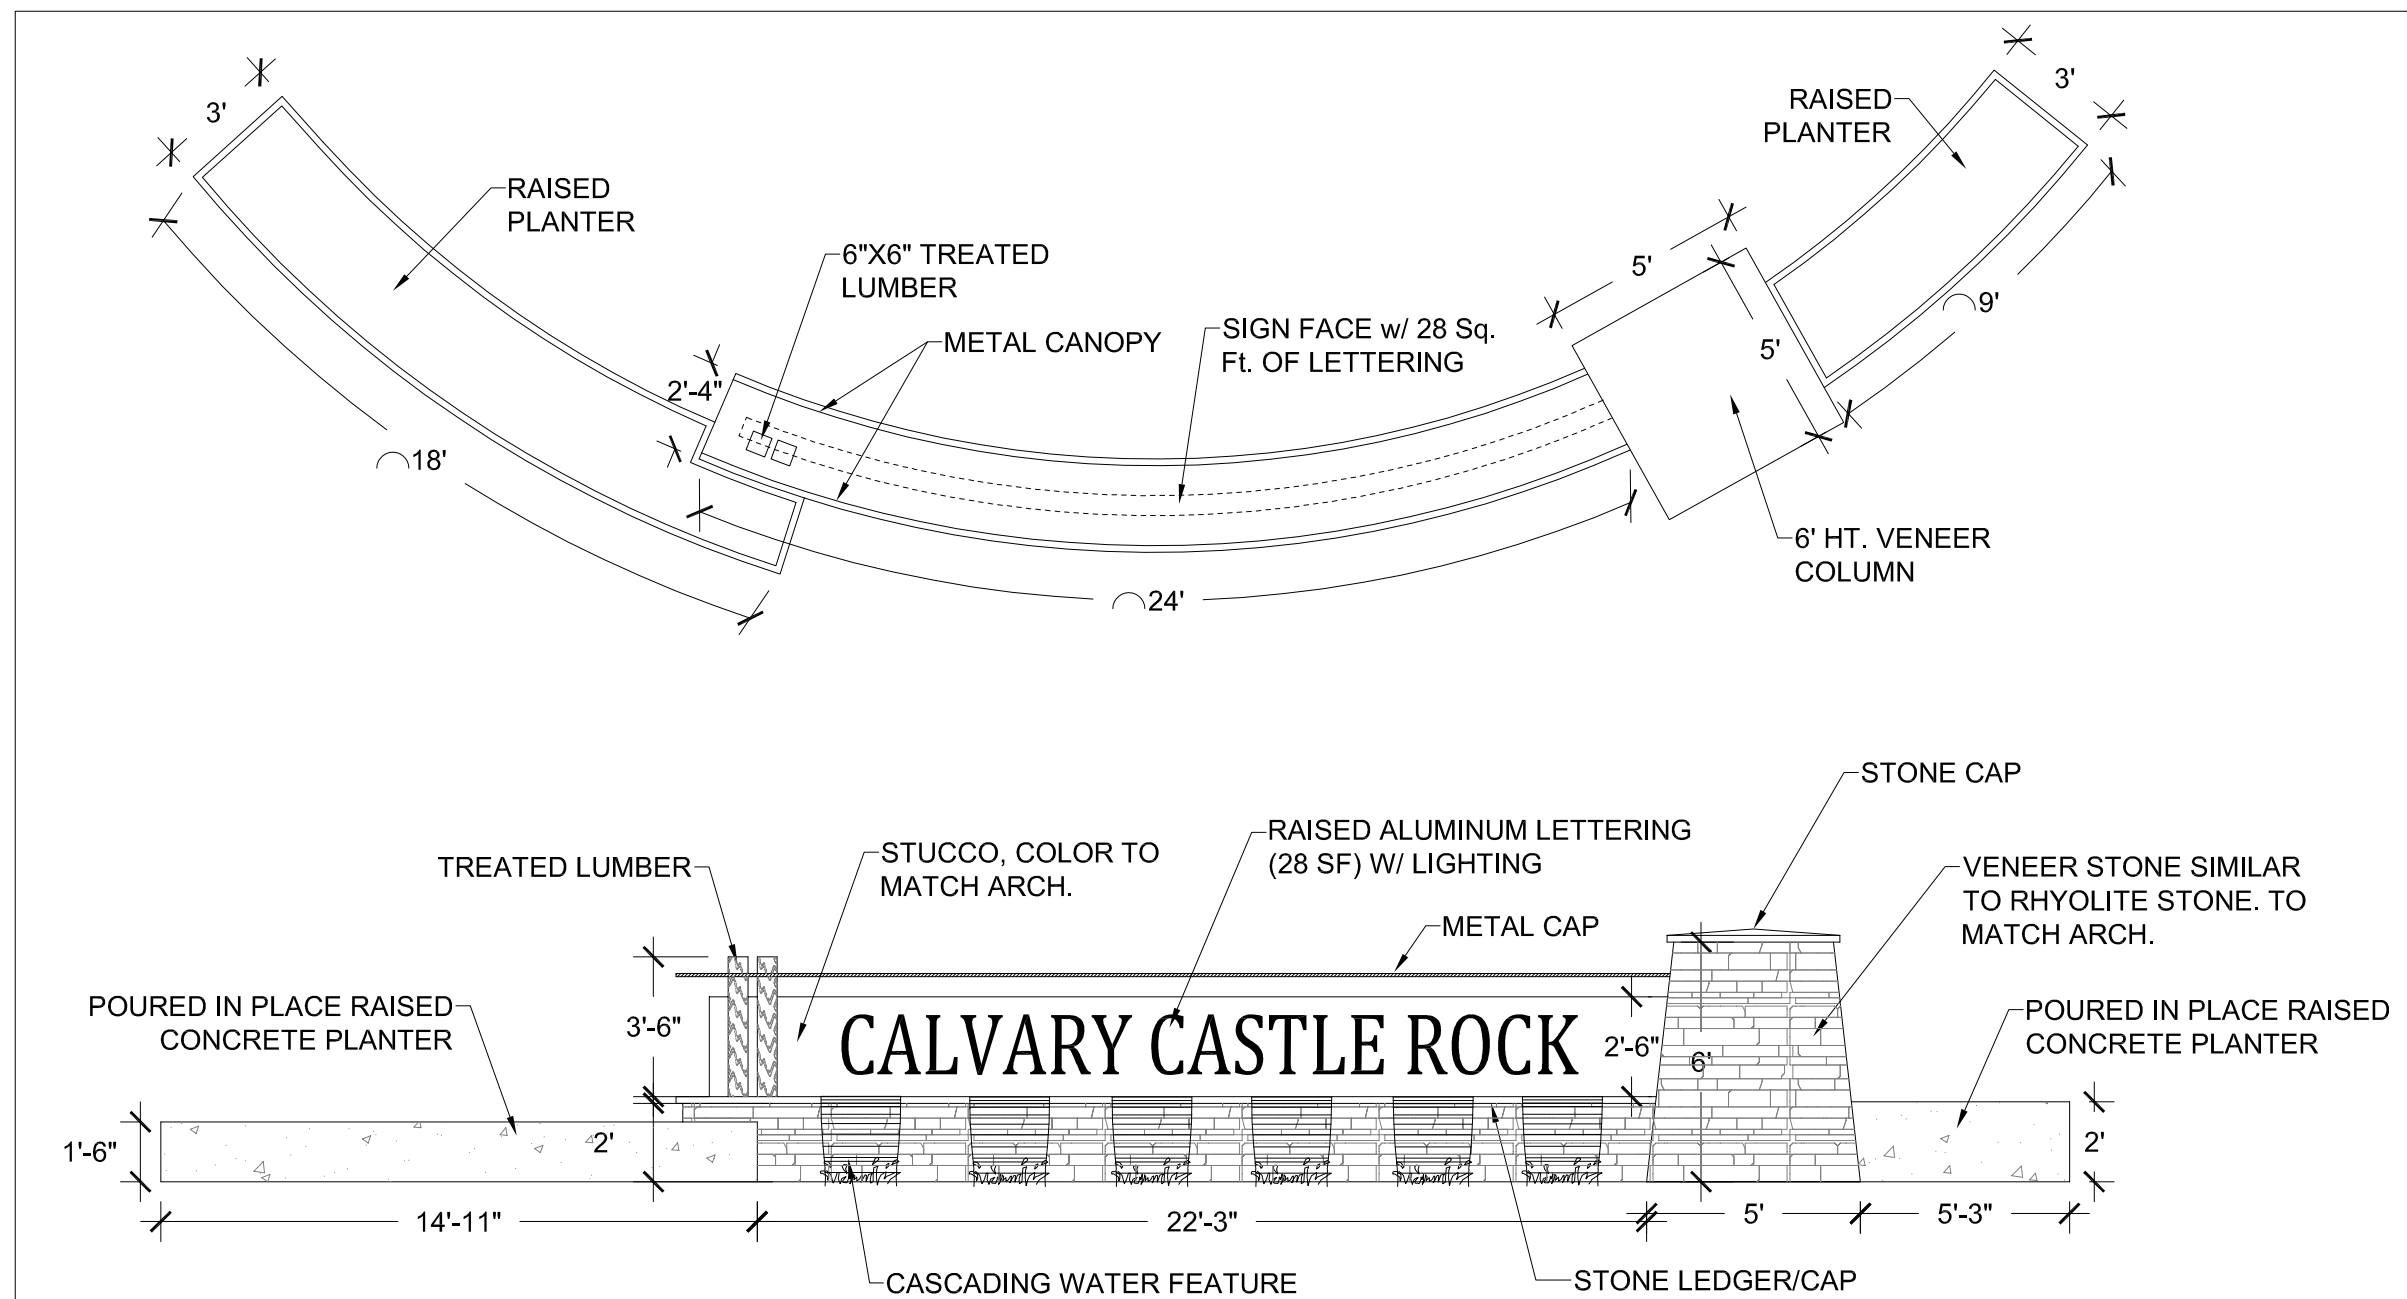 3'
3'
RAISED
PLANTER
RAISED
PLANTER
6"X6" TREATED
LUMBER
5'
9'
SIGN FACE w/ 28 Sq.
Ft. OF LETTERING
METAL CANOPY
5'
2'-4"
18'
6' HT. VENEER
COLUMN
24'
STONE CAP
RAISED ALUMINUM LETTERING
(28 SF) W/ LIGHTING
STUCCO, COLOR TO
MATCH ARCH.
TREATED LUMBER
VENEER STONE SIMILAR
TO RHYOLITE STONE. TO
MATCH ARCH.
METAL CAP
POURED IN PLACE RAISED
CONCRETE PLANTER
POURED IN PLACE RAISED
CONCRETE PLANTER
3'-6"
CALVARY CASTLE ROCK
2'-6"
6'
1'-6"
2'
2'
14'-11"
22'-3"
5'
5'-3"
CASCADING WATER FEATURE
STONE LEDGER/CAP